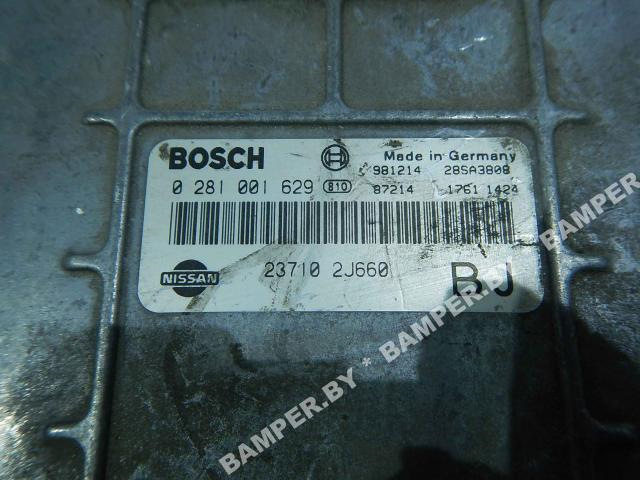 BOSCH Made in Germany
981214 28SA3808
0 281 001 629 810 87214 1761 1424
NISSAN 23710 2J660 BJ
BAMPER.BY * BAMPER.BY * BAMPER.BY